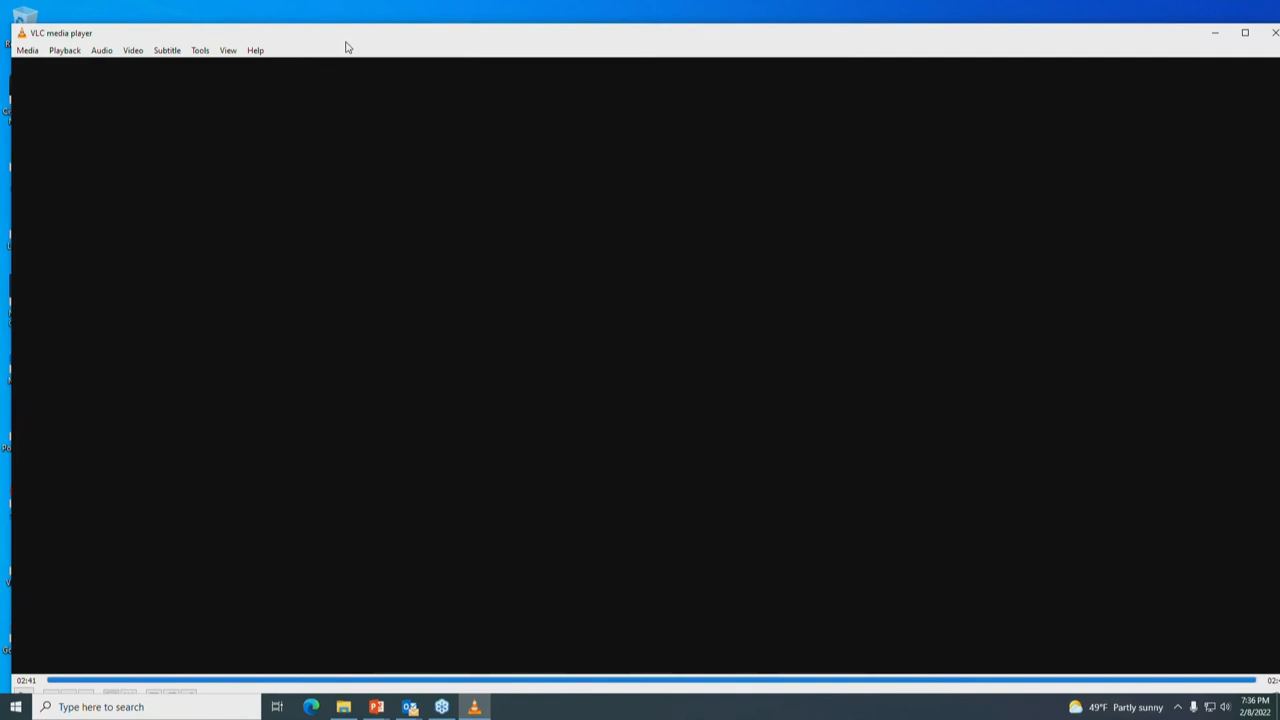 VLC media player
Media Playback Audio Video Subtitle Tools View Help
02:41
Type here to search
49°F Partly sunny
7:36 PM
2/8/2022